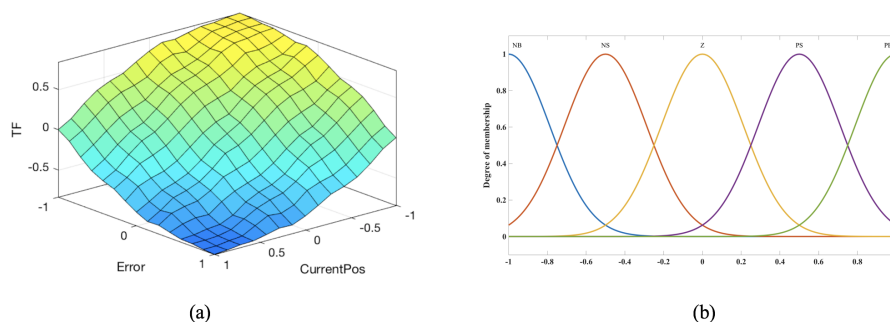 0.5
0
-0.5
TF
-1
0
1
Error
1
0.5
0
-0.5
-1
CurrentPos
(a)
NB NS Z PS
1
0.8
0.6
0.4
0.2
0
Degree of membership
-1 -0.8 -0.6 -0.4 -0.2 0 0.2 0.4 0.6 0.8
(b)